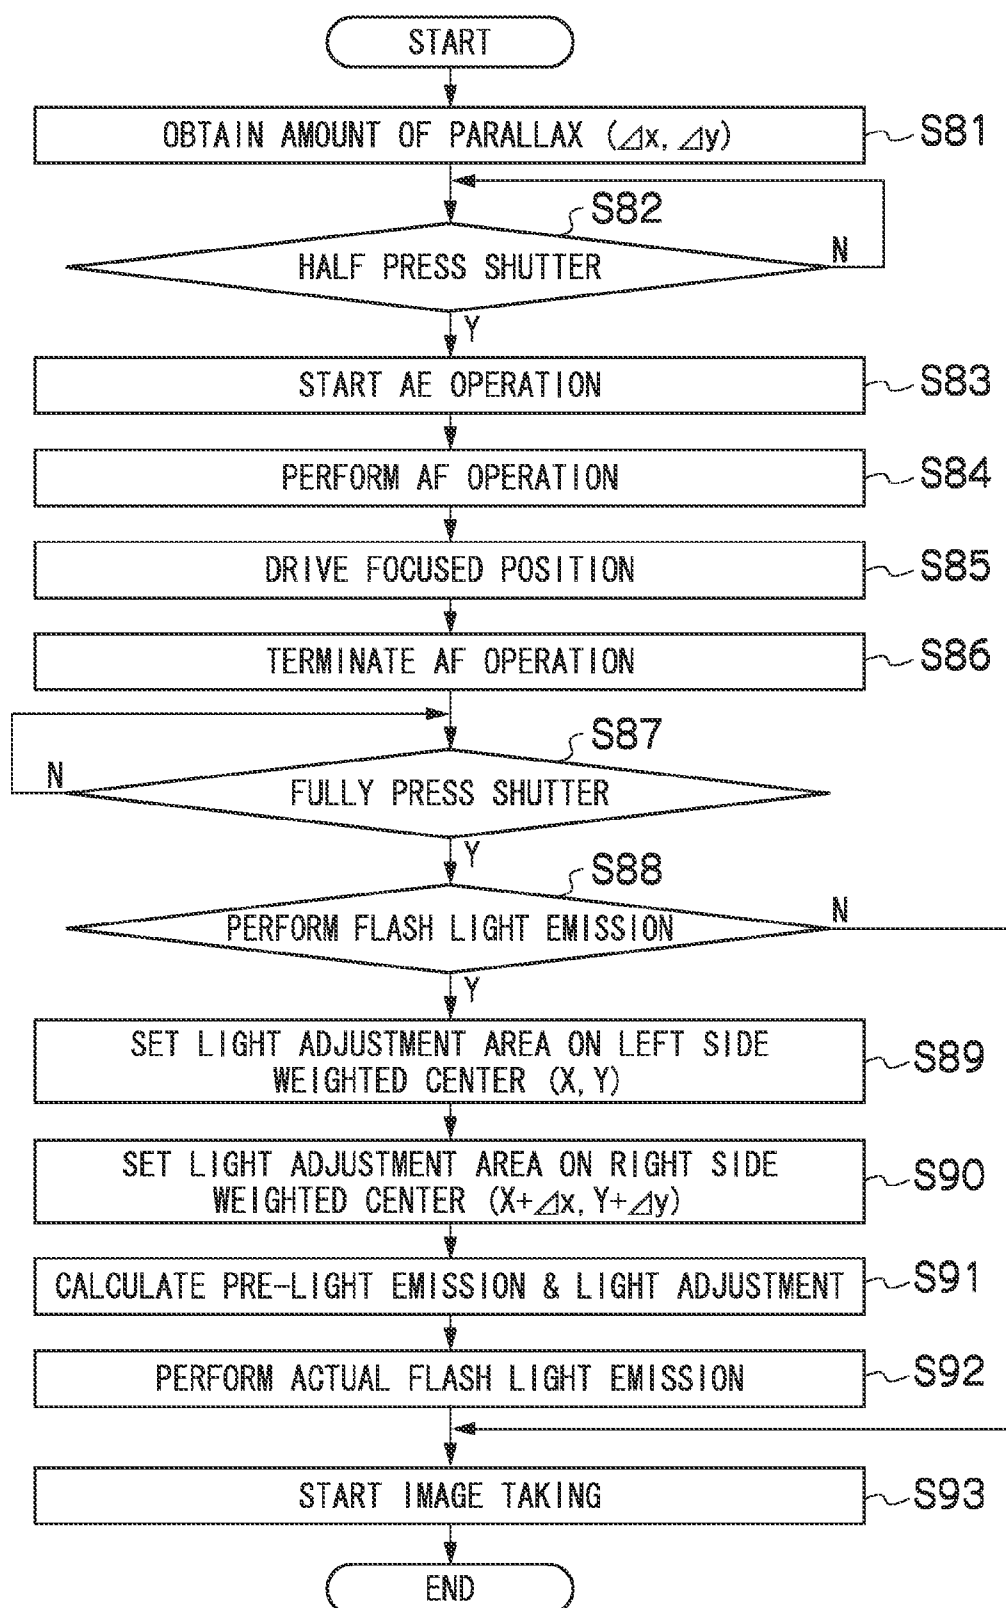 START
OBTAIN AMOUNT OF PARALLAX (⊿x, ⊿y)
S81
S82
HALF PRESS SHUTTER
N
Y
START AE OPERATION
S83
PERFORM AF OPERATION
S84
DRIVE FOCUSED POSITION
S85
TERMINATE AF OPERATION
S86
S87
N
FULLY PRESS SHUTTER
Y
S88
PERFORM FLASH LIGHT EMISSION
N
Y
SET LIGHT ADJUSTMENT AREA ON LEFT SIDE
WEIGHTED CENTER (X, Y)
S89
SET LIGHT ADJUSTMENT AREA ON RIGHT SIDE
WEIGHTED CENTER (X+⊿x, Y+⊿y)
S90
CALCULATE PRE-LIGHT EMISSION & LIGHT ADJUSTMENT
S91
PERFORM ACTUAL FLASH LIGHT EMISSION
S92
START IMAGE TAKING
S93
END